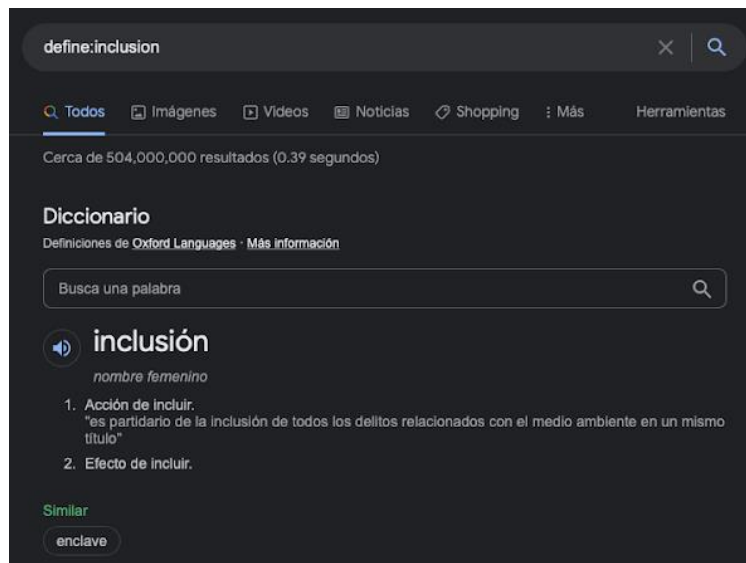 define:inclusion
Todos Imágenes Videos Noticias Shopping Más Herramientas
Cerca de 504,000,000 resultados (0.39 segundos)
Diccionario
Definiciones de Oxford Languages · Más información
Busca una palabra
inclusión
nombre femenino
1. Acción de incluir.
"es partidario de la inclusión de todos los delitos relacionados con el medio ambiente en un mismo
título"
2. Efecto de incluir.
Similar
enclave